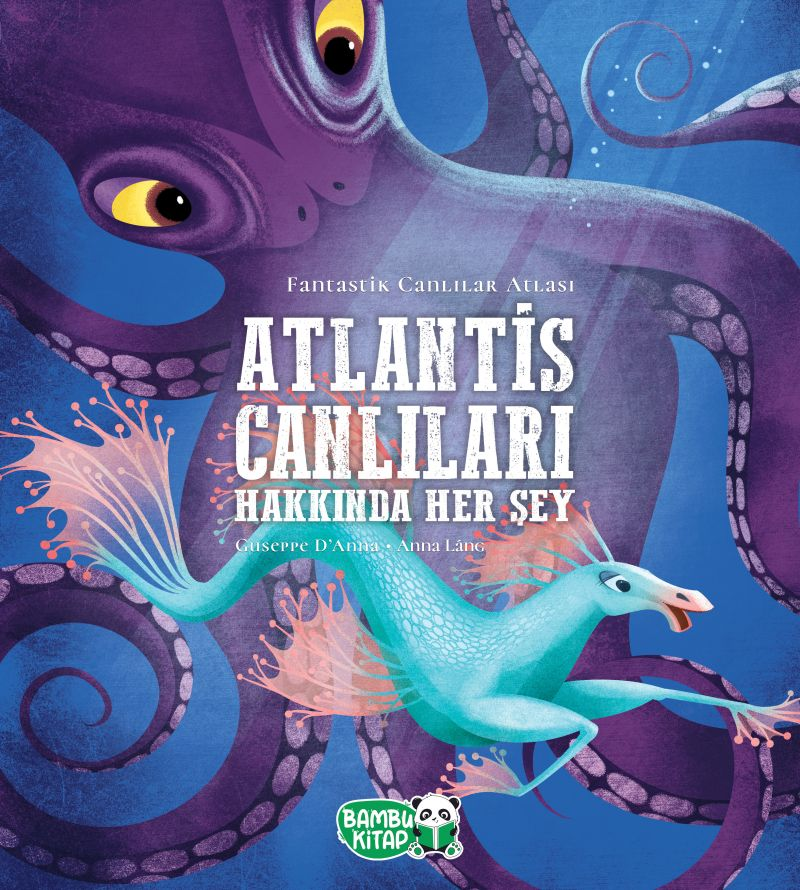 Fantastik Canlılar Atlası
ATLANTİS
CANLILARI
HAKKINDA HER ŞEY
Guseppe D'Anna • Anna Láng
BAMBU
KİTAP